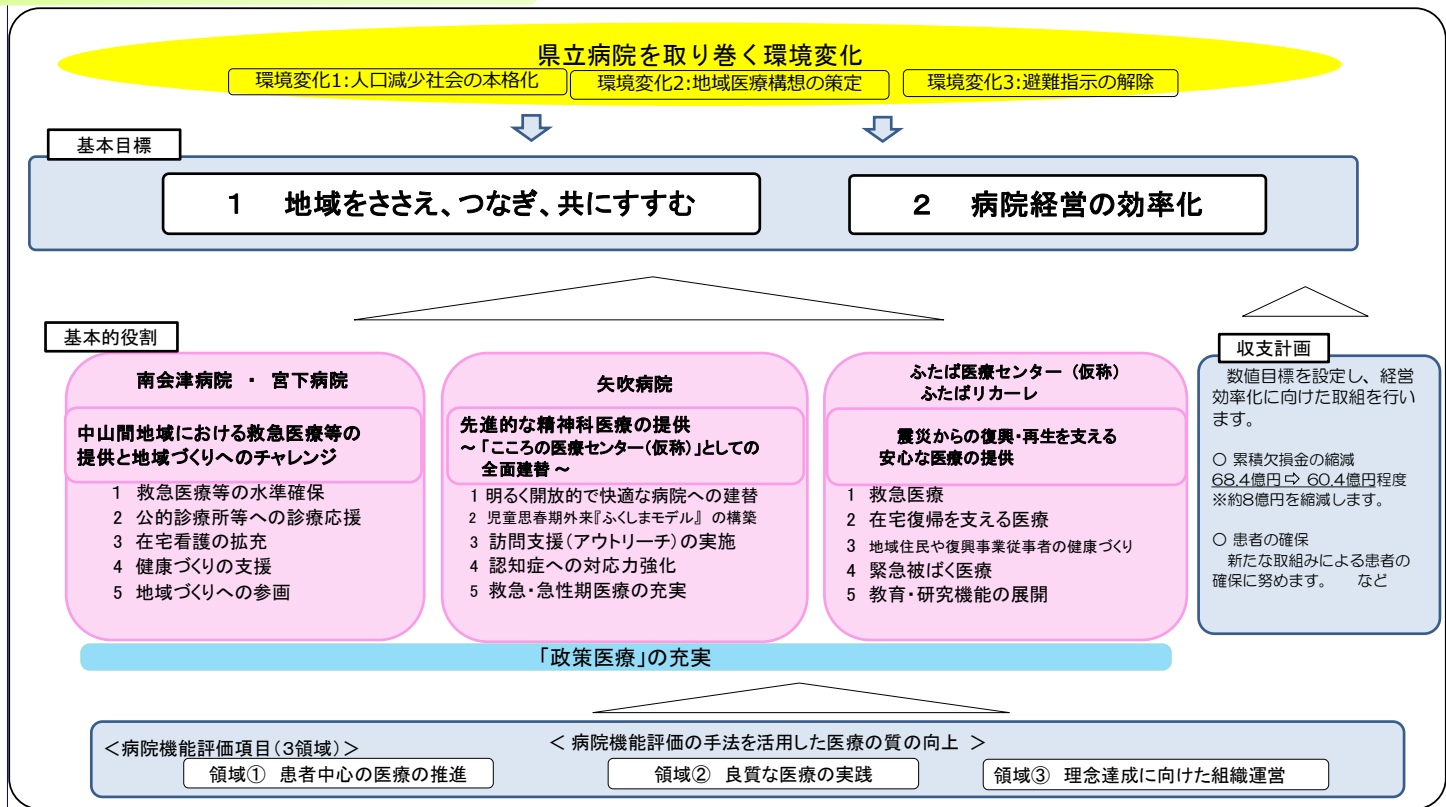 県立病院を取り巻く環境変化
環境変化1:人口減少社会の本格化
環境変化2:地域医療構想の策定
環境変化3:避難指示の解除
基本目標
1 地域をささえ、つなぎ、共にすすむ
2 病院経営の効率化
基本的役割
南会津病院 ・ 宮下病院
中山間地域における救急医療等の
提供と地域づくりへのチャレンジ
1 救急医療等の水準確保
2 公的診療所等への診療応援
3 在宅看護の拡充
4 健康づくりの支援
5 地域づくりへの参画
矢吹病院
先進的な精神科医療の提供
～「こころの医療センター(仮称)」としての
全面建替 ～
1 明るく開放的で快適な病院への建替
2 児童思春期外来『ふくしまモデル』 の構築
3 訪問支援(アウトリーチ)の実施
4 認知症への対応力強化
5 救急・急性期医療の充実
ふたば医療センター (仮称)
ふたばリカーレ
震災からの復興・再生を支える
安心な医療の提供
1 救急医療
2 在宅復帰を支える医療
3 地域住民や復興事業従事者の健康づくり
4 緊急被ばく医療
5 教育・研究機能の展開
収支計画
数値目標を設定し、経営
効率化に向けた取組を行い
ます。
○ 累積欠損金の縮減
68.4億円⇨ 60.4億円程度
※約8億円を縮減します。
○ 患者の確保
新たな取組みによる患者の
確保に努めます。 など
「政策医療」の充実
＜病院機能評価項目(3領域)＞
＜ 病院機能評価の手法を活用した医療の質の向上 ＞
領域① 患者中心の医療の推進
領域② 良質な医療の実践
領域③ 理念達成に向けた組織運営